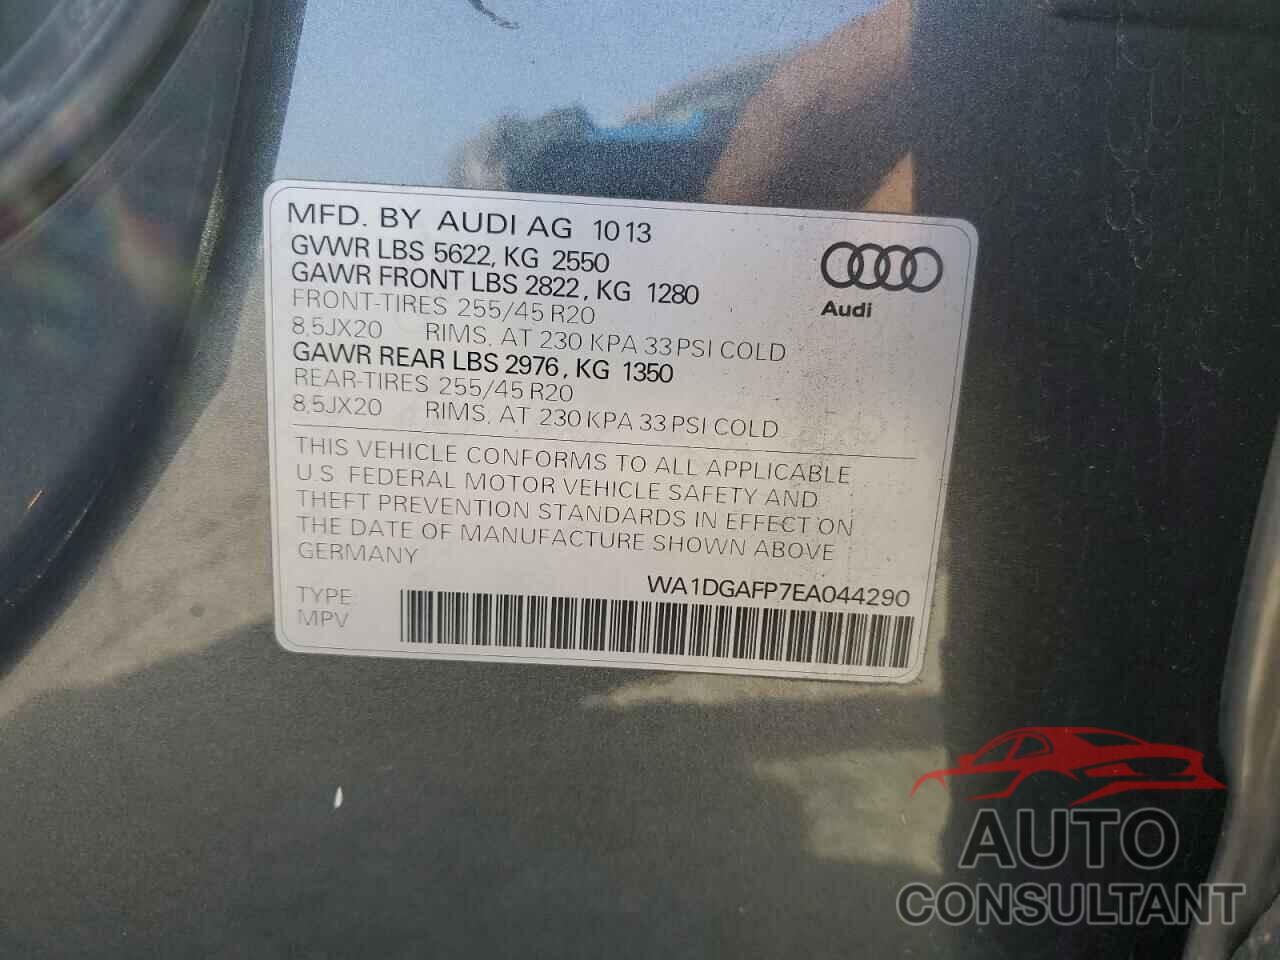 MFD. BY AUDI AG 1013
GVWR LBS 5622, KG 2550
GAWR FRONT LBS 2822, KG 1280
FRONT-TIRES 255/45 R20
8,5JX20 RIMS, AT 230 KPA 33 PSI COLD
GAWR REAR LBS 2976, KG 1350
REAR-TIRES 255/45 R20
8,5JX20 RIMS, AT 230 KPA 33 PSI COLD
Audi
THIS VEHICLE CONFORMS TO ALL APPLICABLE
U.S. FEDERAL MOTOR VEHICLE SAFETY AND
THEFT PREVENTION STANDARDS IN EFFECT ON
THE DATE OF MANUFACTURE SHOWN ABOVE
GERMANY
WA1DGAFP7EA044290
TYPE:
MPV
AUTO
CONSULTANT